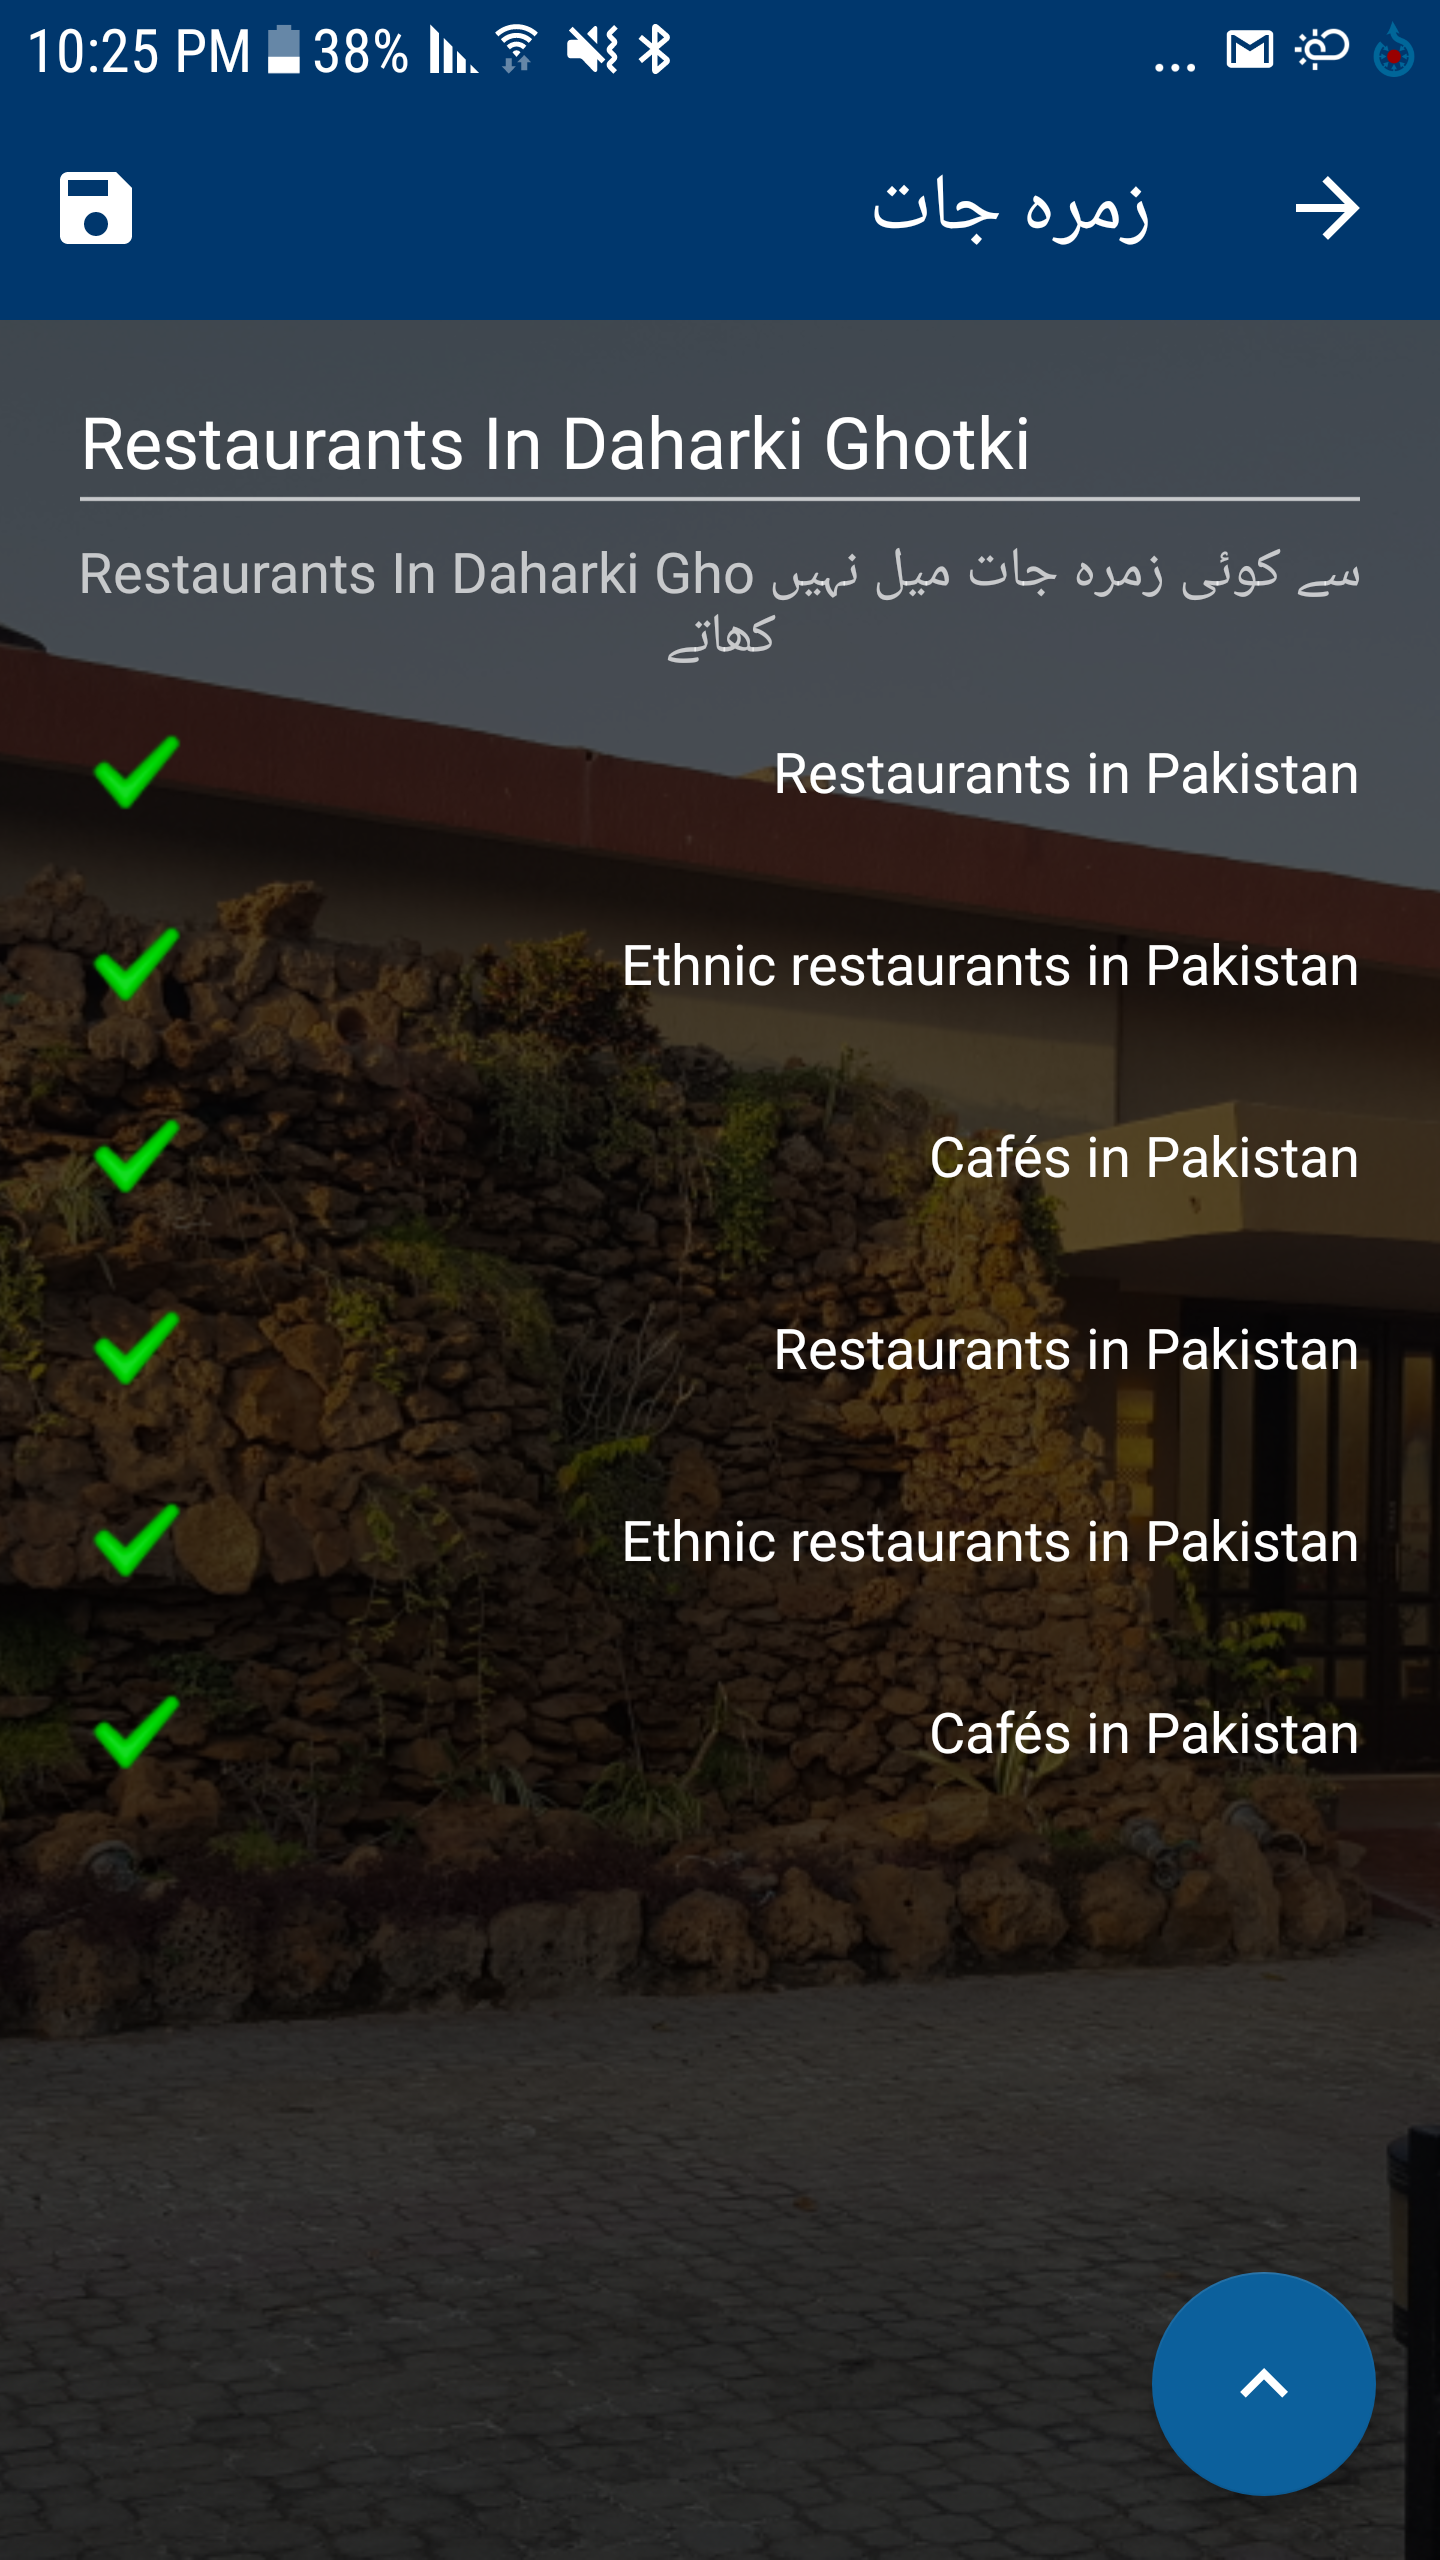 10:25 PM 38% ...
زمرہ جات
Restaurants In Daharki Ghotki
سے کوئی زمرہ جات میل نہیں Restaurants In Daharki Gho
کھاتے
Restaurants in Pakistan
Ethnic restaurants in Pakistan
Cafés in Pakistan
Restaurants in Pakistan
Ethnic restaurants in Pakistan
Cafés in Pakistan